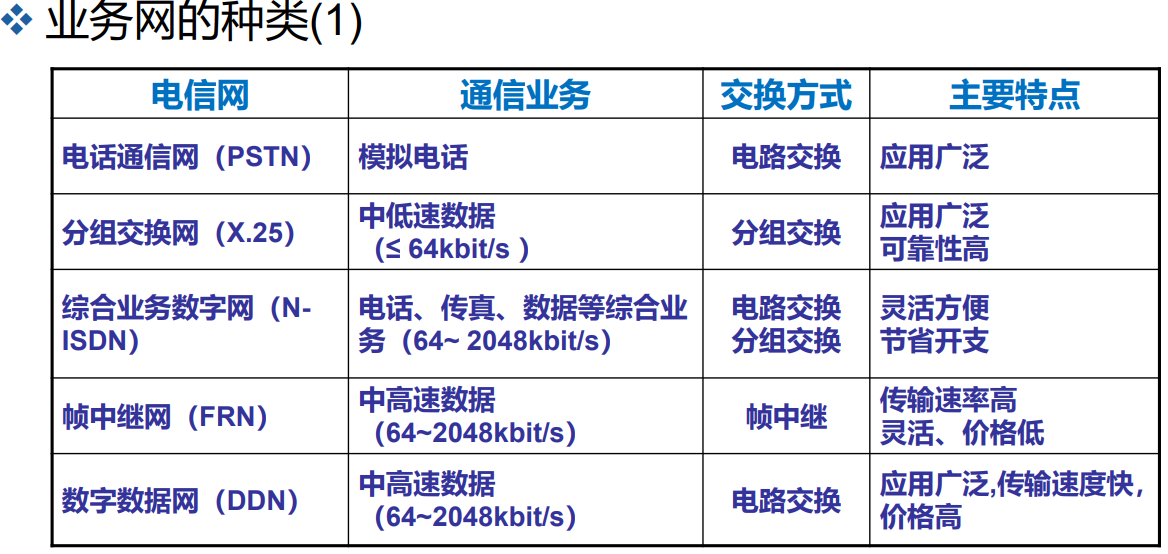 ❖ 业务网的种类(1)
电信网 通信业务 交换方式 主要特点
电话通信网（PSTN） 模拟电话 电路交换 应用广泛
分组交换网（X.25） 中低速数据
（≤ 64kbit/s ） 分组交换 应用广泛
可靠性高
综合业务数字网（N-
ISDN） 电话、传真、数据等综合业
务（64~ 2048kbit/s） 电路交换
分组交换 灵活方便
节省开支
帧中继网（FRN） 中高速数据
（64~2048kbit/s） 帧中继 传输速率高
灵活、价格低
数字数据网（DDN） 中高速数据
（64~2048kbit/s） 电路交换 应用广泛,传输速度快，
价格高